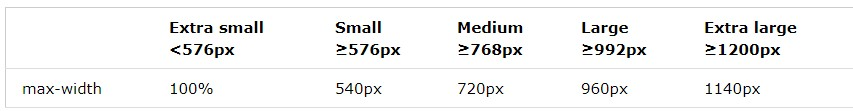 Extra small Small Medium Large Extra large
<576px ≥576px ≥768px ≥992px ≥1200px
max-width 100% 540px 720px 960px 1140px